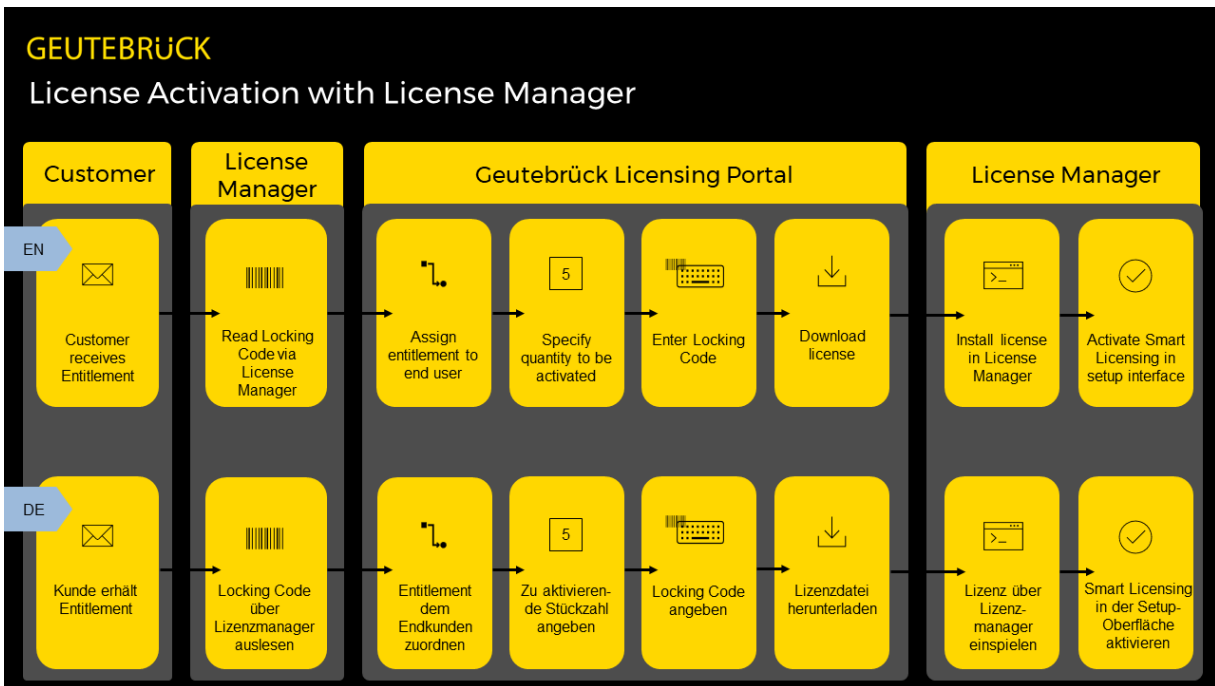 GEUTEBRÜCK
License Activation with License Manager
Customer
License
Manager
Geutebrück Licensing Portal
License Manager
EN
Customer
receives
Entitlement
Read Locking
Code via
License
Manager
Assign
entitlement to
end user
5
Specify
quantity to be
activated
Enter Locking
Code
Download
license
Install license
in License
Manager
Activate Smart
Licensing in
setup interface
DE
Kunde erhält
Entitlement
Locking Code
über
Lizenzmanager
auslesen
Entitlement
dem
Endkunden
zuordnen
5
Zu aktivieren-
de Stückzahl
angeben
Locking Code
angeben
Lizenzdatei
herunterladen
Lizenz über
Lizenz-
manager
einspielen
Smart Licensing
in der Setup-
Oberfläche
aktivieren